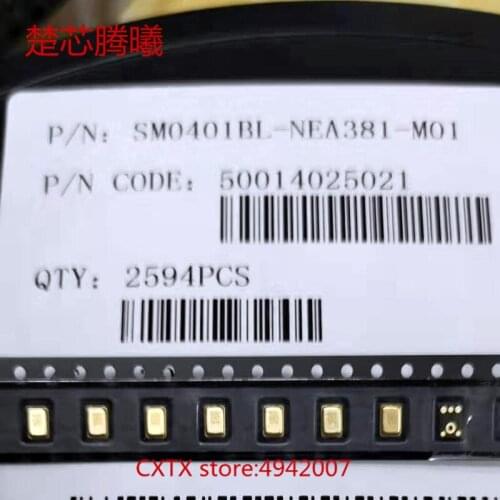 楚芯腾曦
P/N: SM0401BL-NEA381-M01
P/N CODE: 50014025021
QTY: 2594PCS
CXTX store:4942007